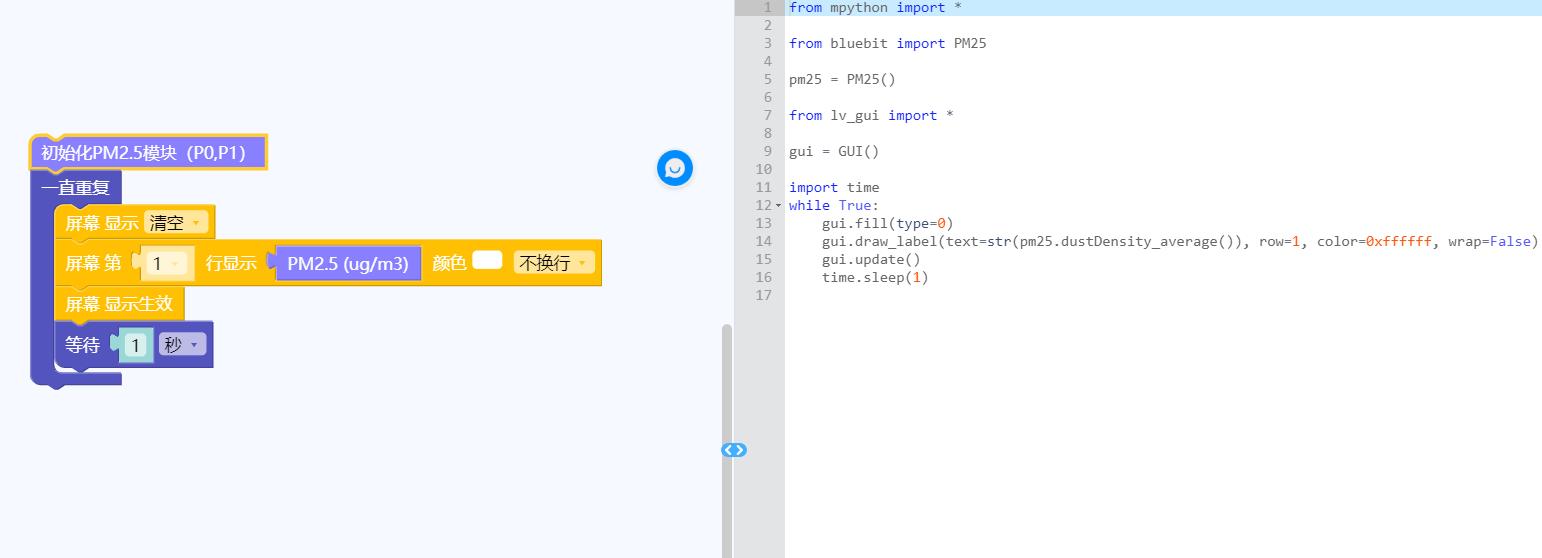 初始化PM2.5模块（P0,P1）
一直重复
屏幕 显示 清空
屏幕 第 1 行显示 PM2.5 (ug/m3) 颜色 不换行
屏幕 显示生效
等待 1 秒
1 from mpython import *
2
3 from bluebit import PM25
4
5 pm25 = PM25()
6
7 from lv_gui import *
8
9 gui = GUI()
10
11 import time
12 while True:
13     gui.fill(type=0)
14     gui.draw_label(text=str(pm25.dustDensity_average()), row=1, color=0xffffff, wrap=False)
15     gui.update()
16     time.sleep(1)
17